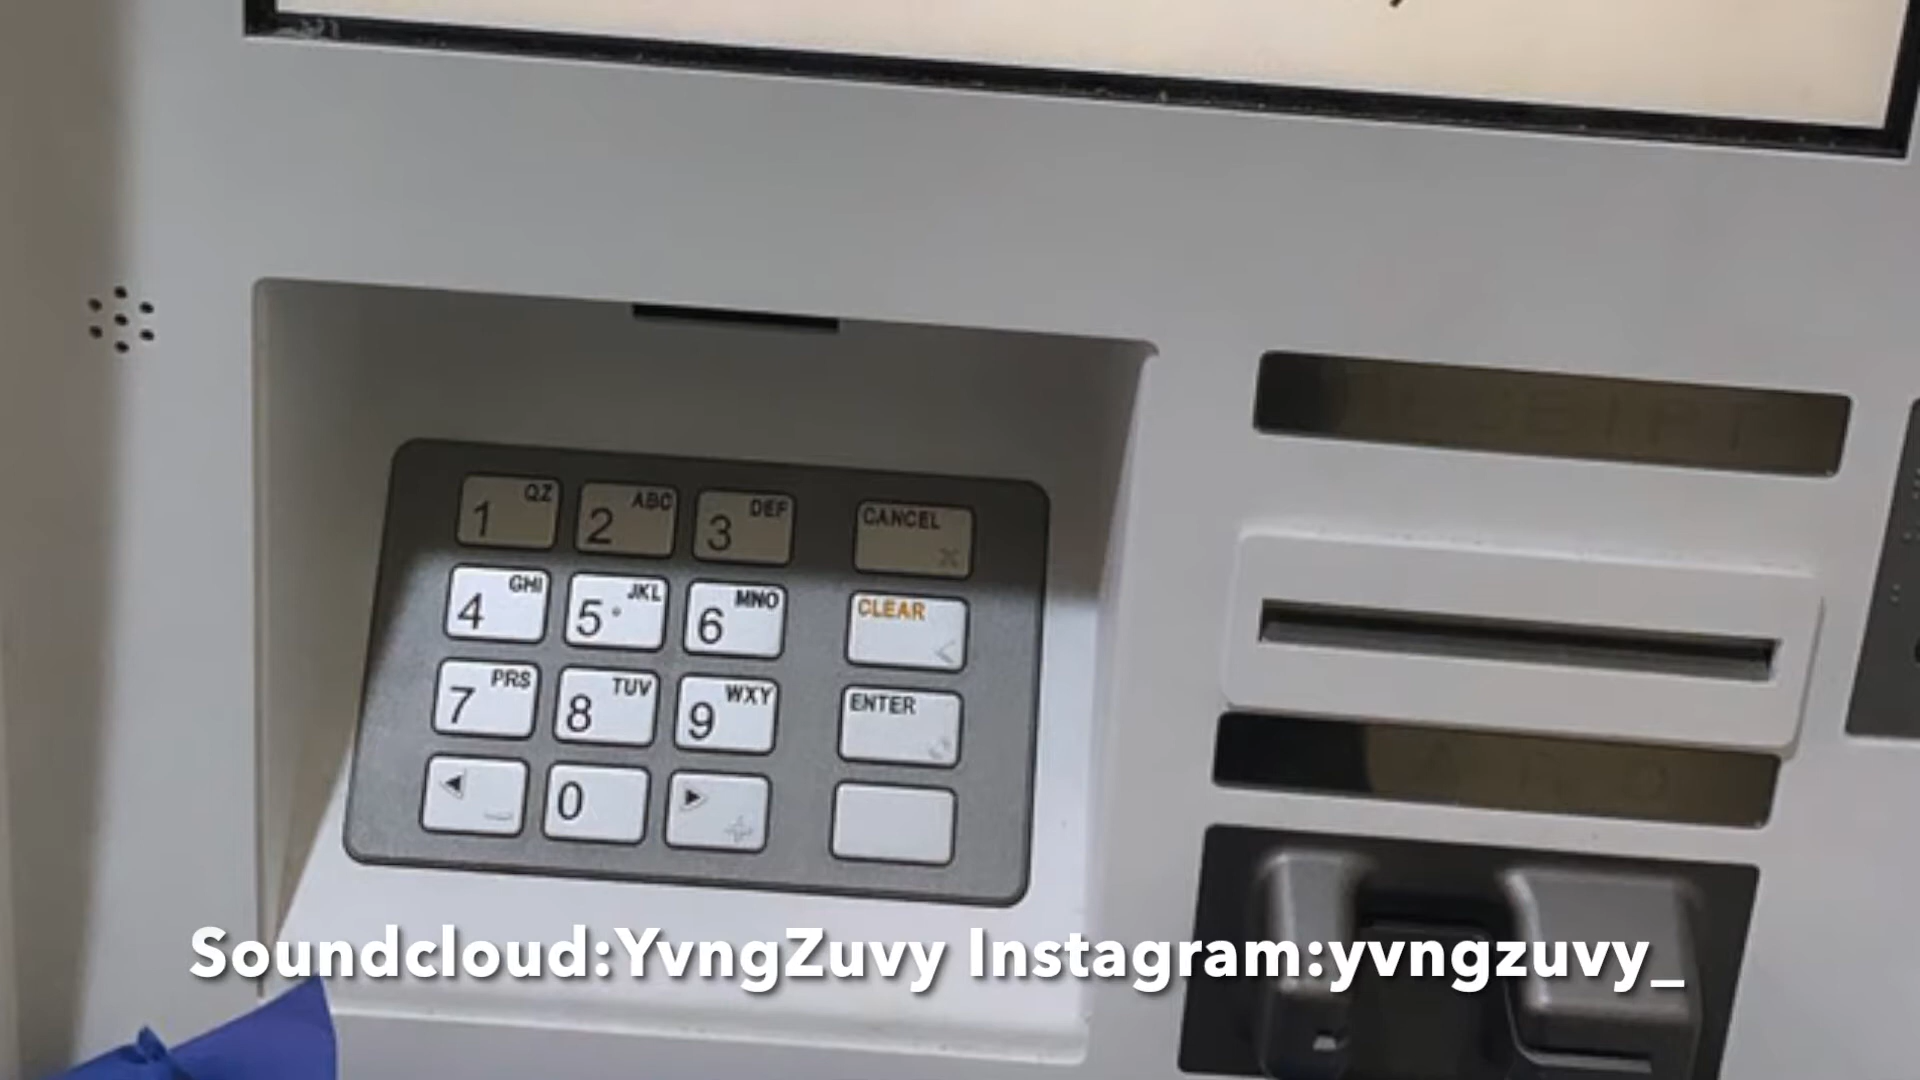 RECEIPT
1 QZ 2 ABC 3 DEF CANCEL
4 GHI 5 JKL 6 MNO CLEAR
7 PRS 8 TUV 9 WXY ENTER
0
Soundcloud:YvngZuvy Instagram:yvngzuvy_